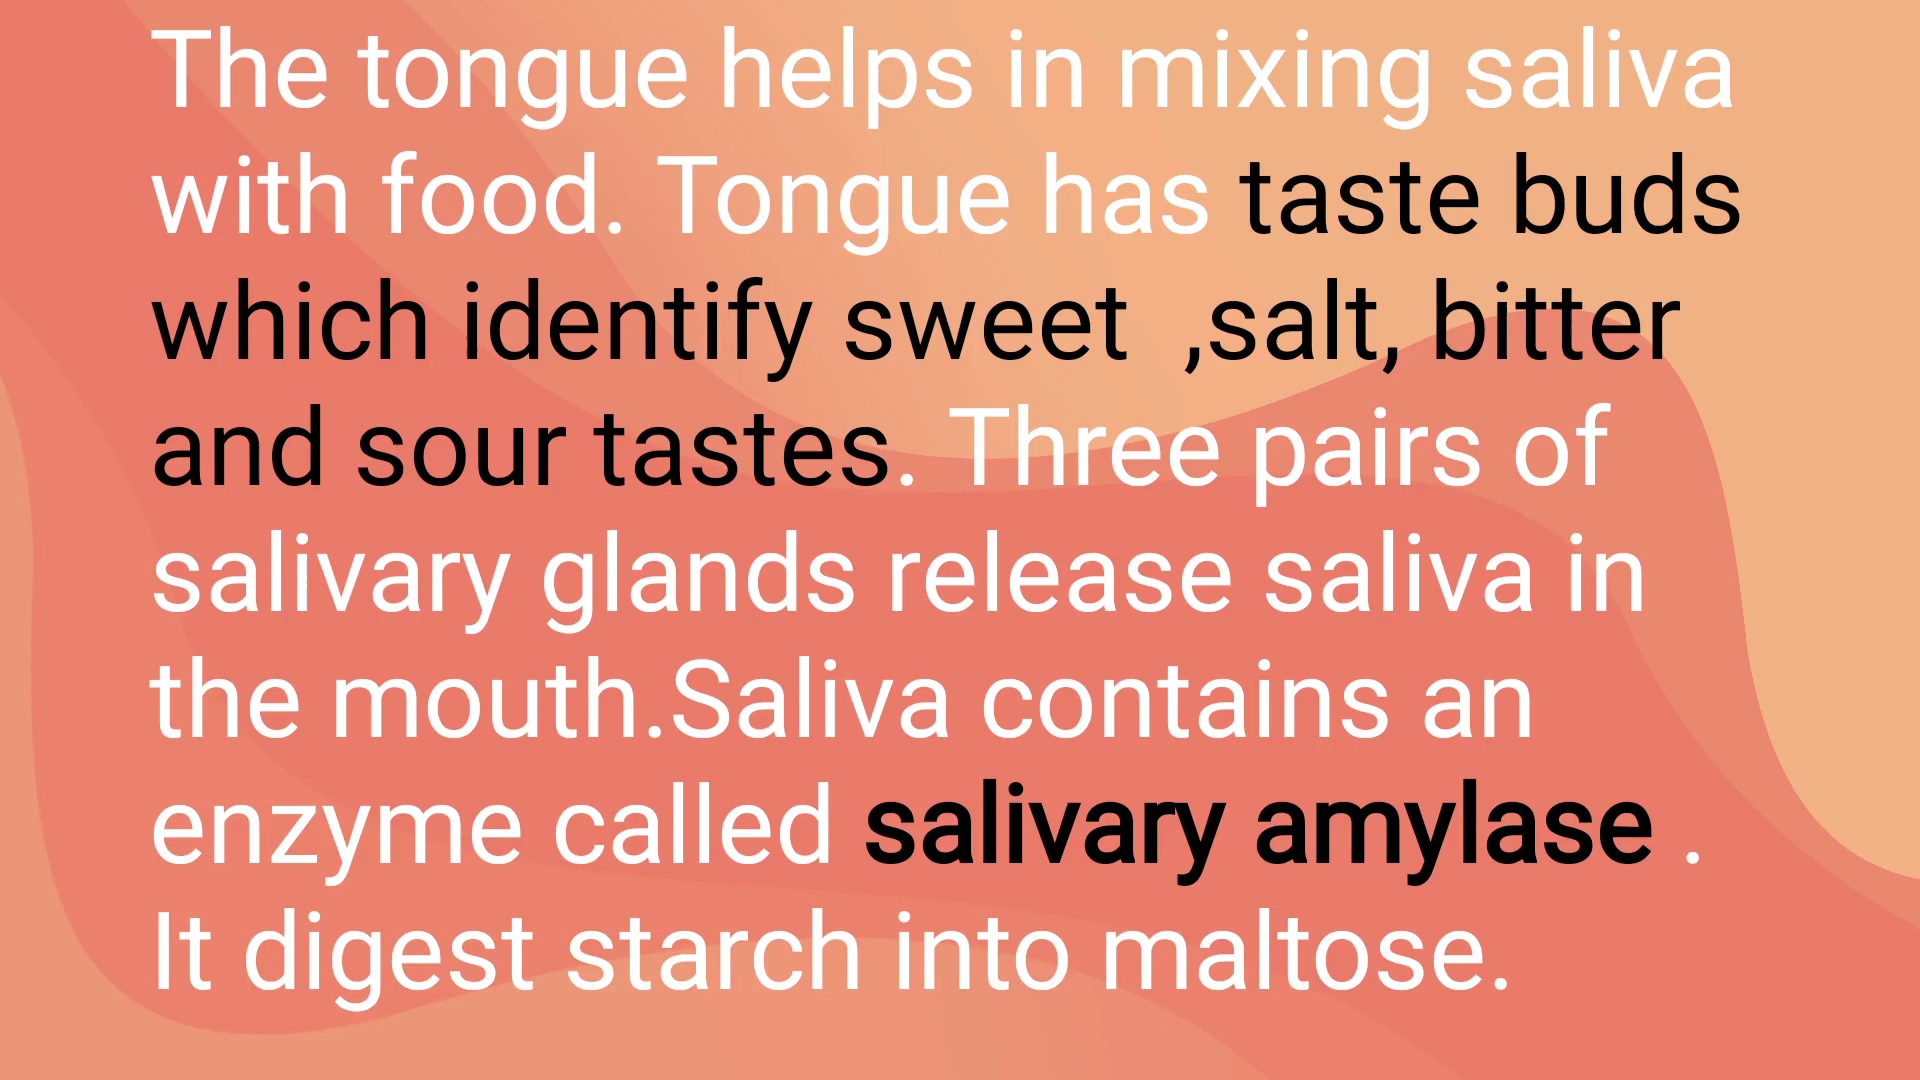 The tongue helps in mixing saliva
with food. Tongue has taste buds
which identify sweet  ,salt, bitter
and sour tastes. Three pairs of
salivary glands release saliva in
the mouth.Saliva contains an
enzyme called salivary amylase .
It digest starch into maltose.